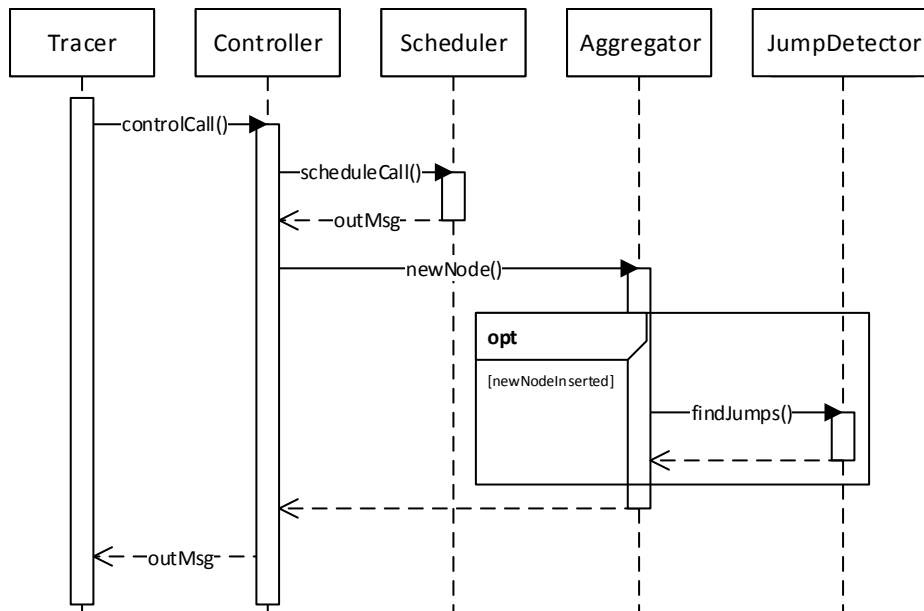 Tracer
Controller
Scheduler
Aggregator
JumpDetector
controlCall()
scheduleCall()
outMsg
newNode()
opt
[newNodeInserted]
findJumps()
outMsg